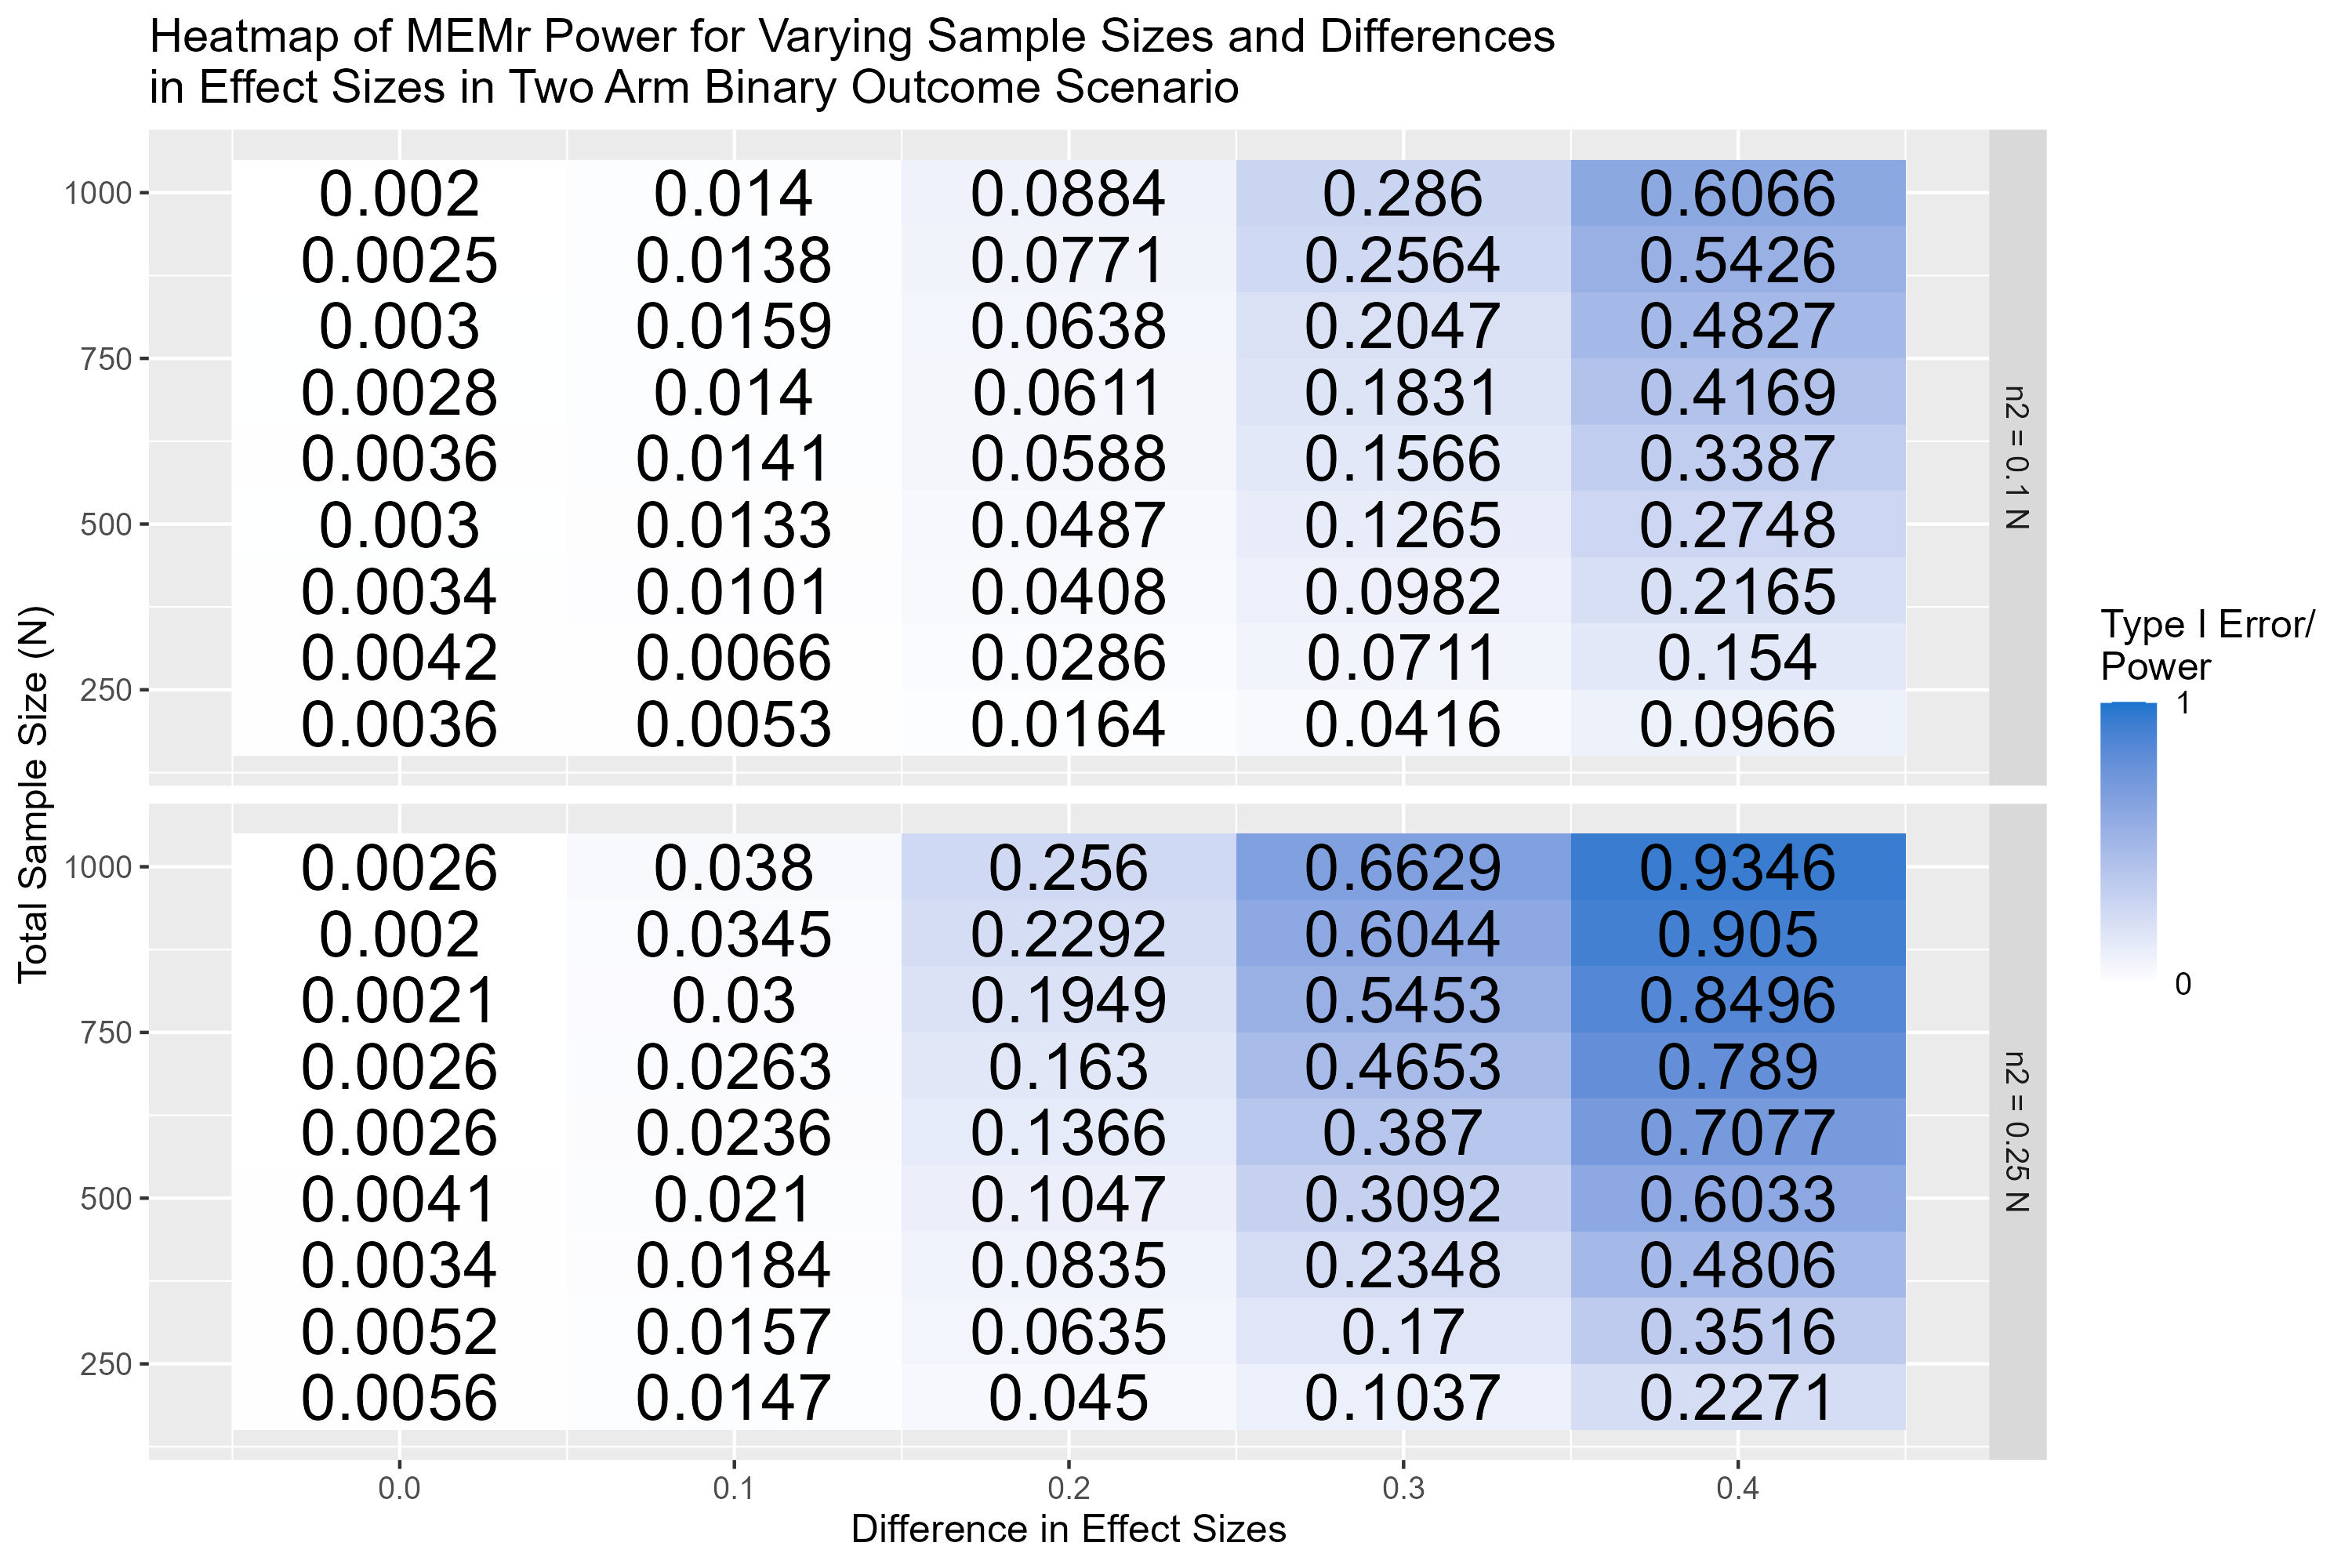 Heatmap of MEMr Power for Varying Sample Sizes and Differences
in Effect Sizes in Two Arm Binary Outcome Scenario
Total Sample Size (N)
1000
750
500
250
0.002 0.014 0.0884 0.286 0.6066
0.0025 0.0138 0.0771 0.2564 0.5426
0.003 0.0159 0.0638 0.2047 0.4827
0.0028 0.014 0.0611 0.1831 0.4169
0.0036 0.0141 0.0588 0.1566 0.3387
0.003 0.0133 0.0487 0.1265 0.2748
0.0034 0.0101 0.0408 0.0982 0.2165
0.0042 0.0066 0.0286 0.0711 0.154
0.0036 0.0053 0.0164 0.0416 0.0966
n2 = 0.1 N
1000
750
500
250
0.0026 0.038 0.256 0.6629 0.9346
0.002 0.0345 0.2292 0.6044 0.905
0.0021 0.03 0.1949 0.5453 0.8496
0.0026 0.0263 0.163 0.4653 0.789
0.0026 0.0236 0.1366 0.387 0.7077
0.0041 0.021 0.1047 0.3092 0.6033
0.0034 0.0184 0.0835 0.2348 0.4806
0.0052 0.0157 0.0635 0.17 0.3516
0.0056 0.0147 0.045 0.1037 0.2271
n2 = 0.25 N
0.0 0.1 0.2 0.3 0.4
Difference in Effect Sizes
Type I Error/
Power
1
0